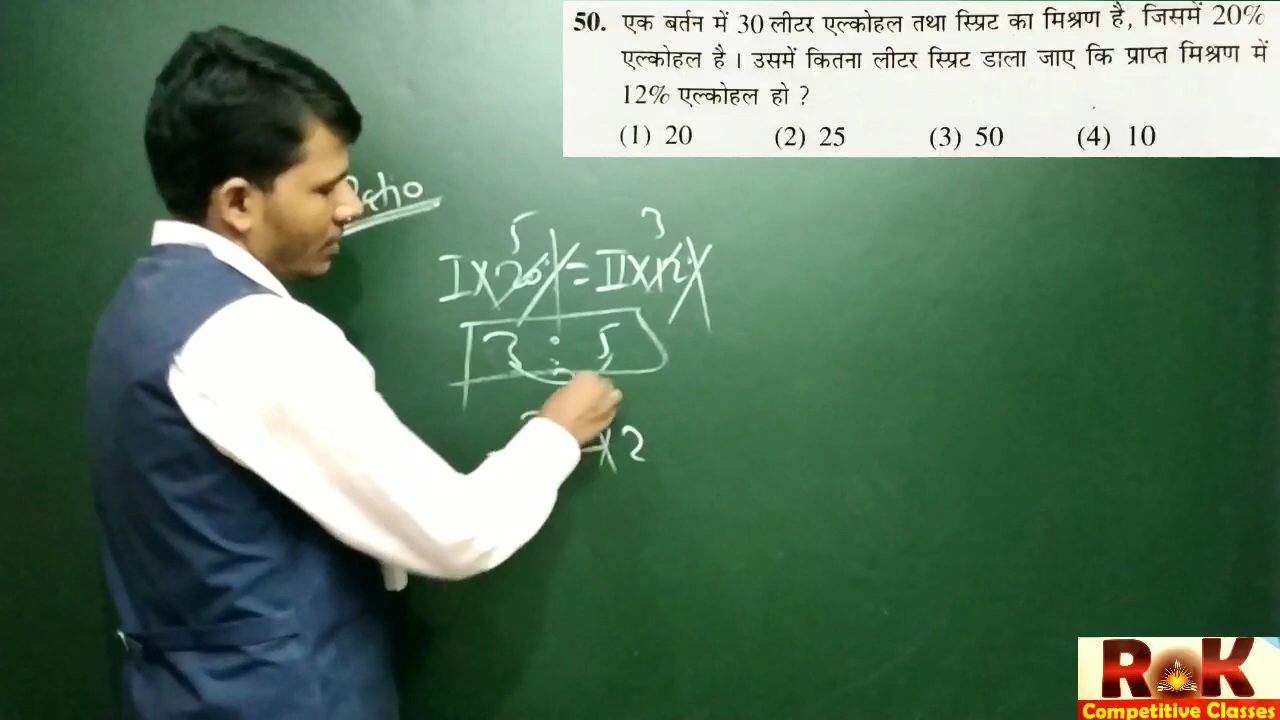 50. एक बर्तन में 30 लीटर एल्कोहल तथा स्प्रिट का मिश्रण है, जिसमें 20%
एल्कोहल है । उसमें कितना लीटर स्प्रिट डाला जाए कि प्राप्त मिश्रण में
12% एल्कोहल हो ?
(1) 20 (2) 25 (3) 50 (4) 10
5 3
I X 20% = II X 12%
3 : 5
X 2
R K
Competitive Classes